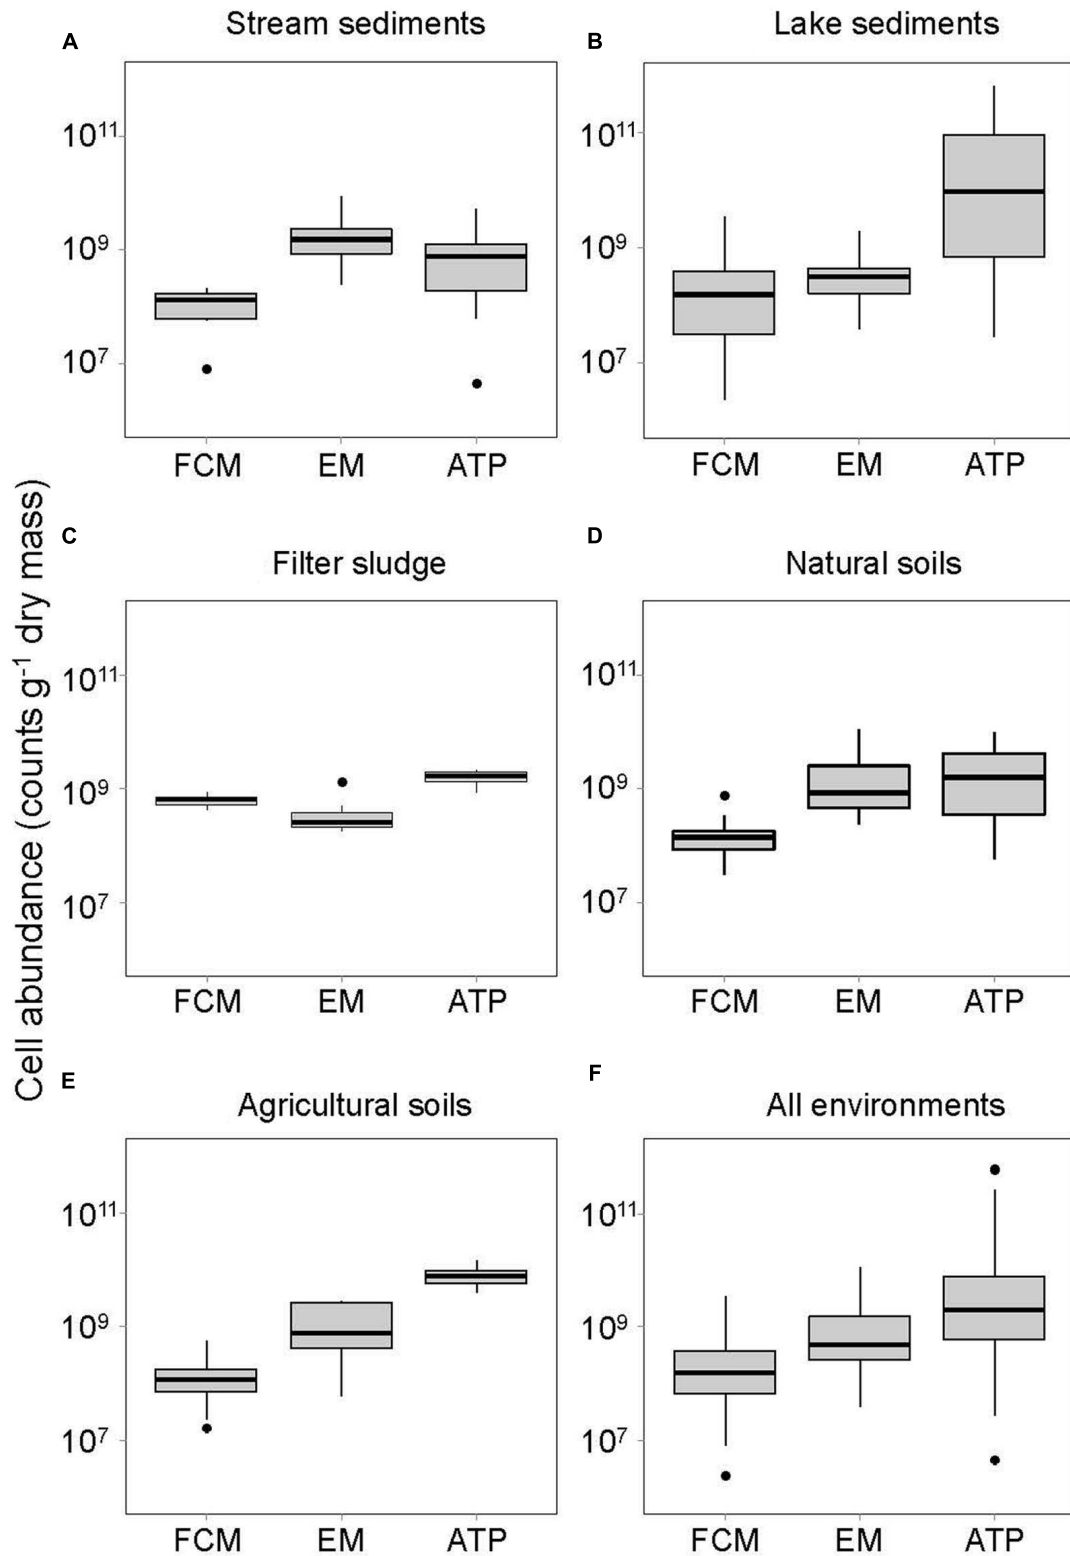 Cell abundance (counts g⁻¹ dry mass)
A
Stream sediments
10¹¹
10⁹
10⁷
FCM EM ATP
B
Lake sediments
10¹¹
10⁹
10⁷
FCM EM ATP
C
Filter sludge
10¹¹
10⁹
10⁷
FCM EM ATP
D
Natural soils
10¹¹
10⁹
10⁷
FCM EM ATP
E
Agricultural soils
10¹¹
10⁹
10⁷
FCM EM ATP
F
All environments
10¹¹
10⁹
10⁷
FCM EM ATP